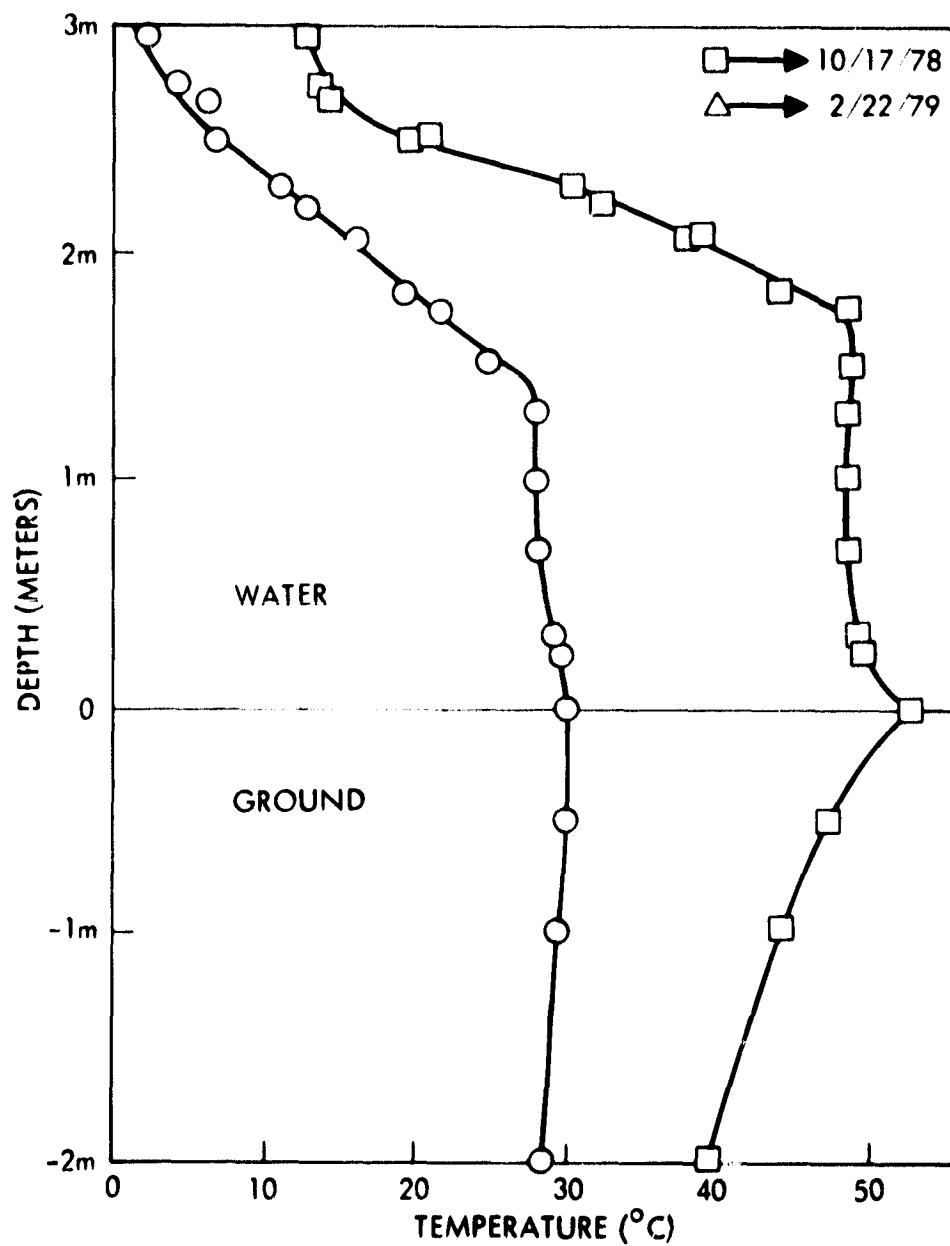 3m
10/17/78
2/22/79
2m
1m
DEPTH (METERS)
WATER
0
GROUND
-1m
-2m
0 10 20 30 40 50
TEMPERATURE (°C)